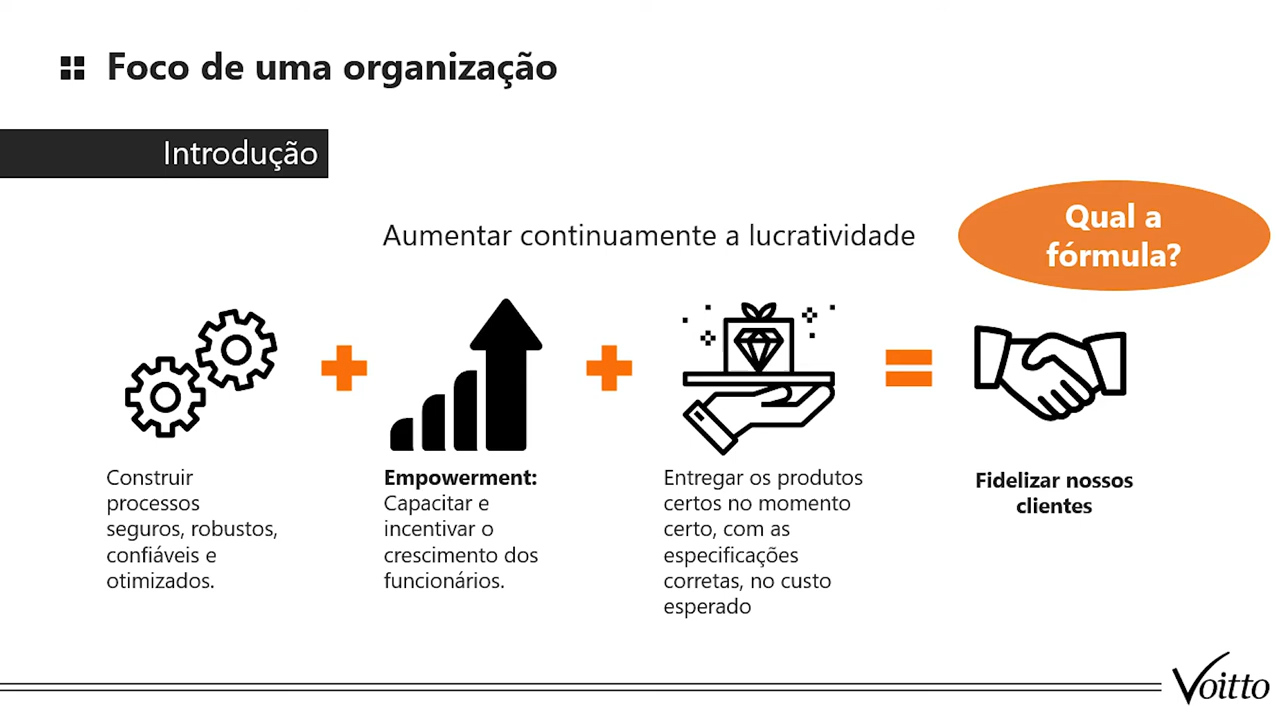 Foco de uma organização
Introdução
Aumentar continuamente a lucratividade
Qual a
fórmula?
Construir
processos
seguros, robustos,
confiáveis e
otimizados.
Empowerment:
Capacitar e
incentivar o
crescimento dos
funcionários.
Entregar os produtos
certos no momento
certo, com as
especificações
corretas, no custo
esperado
Fidelizar nossos
clientes
Voitto